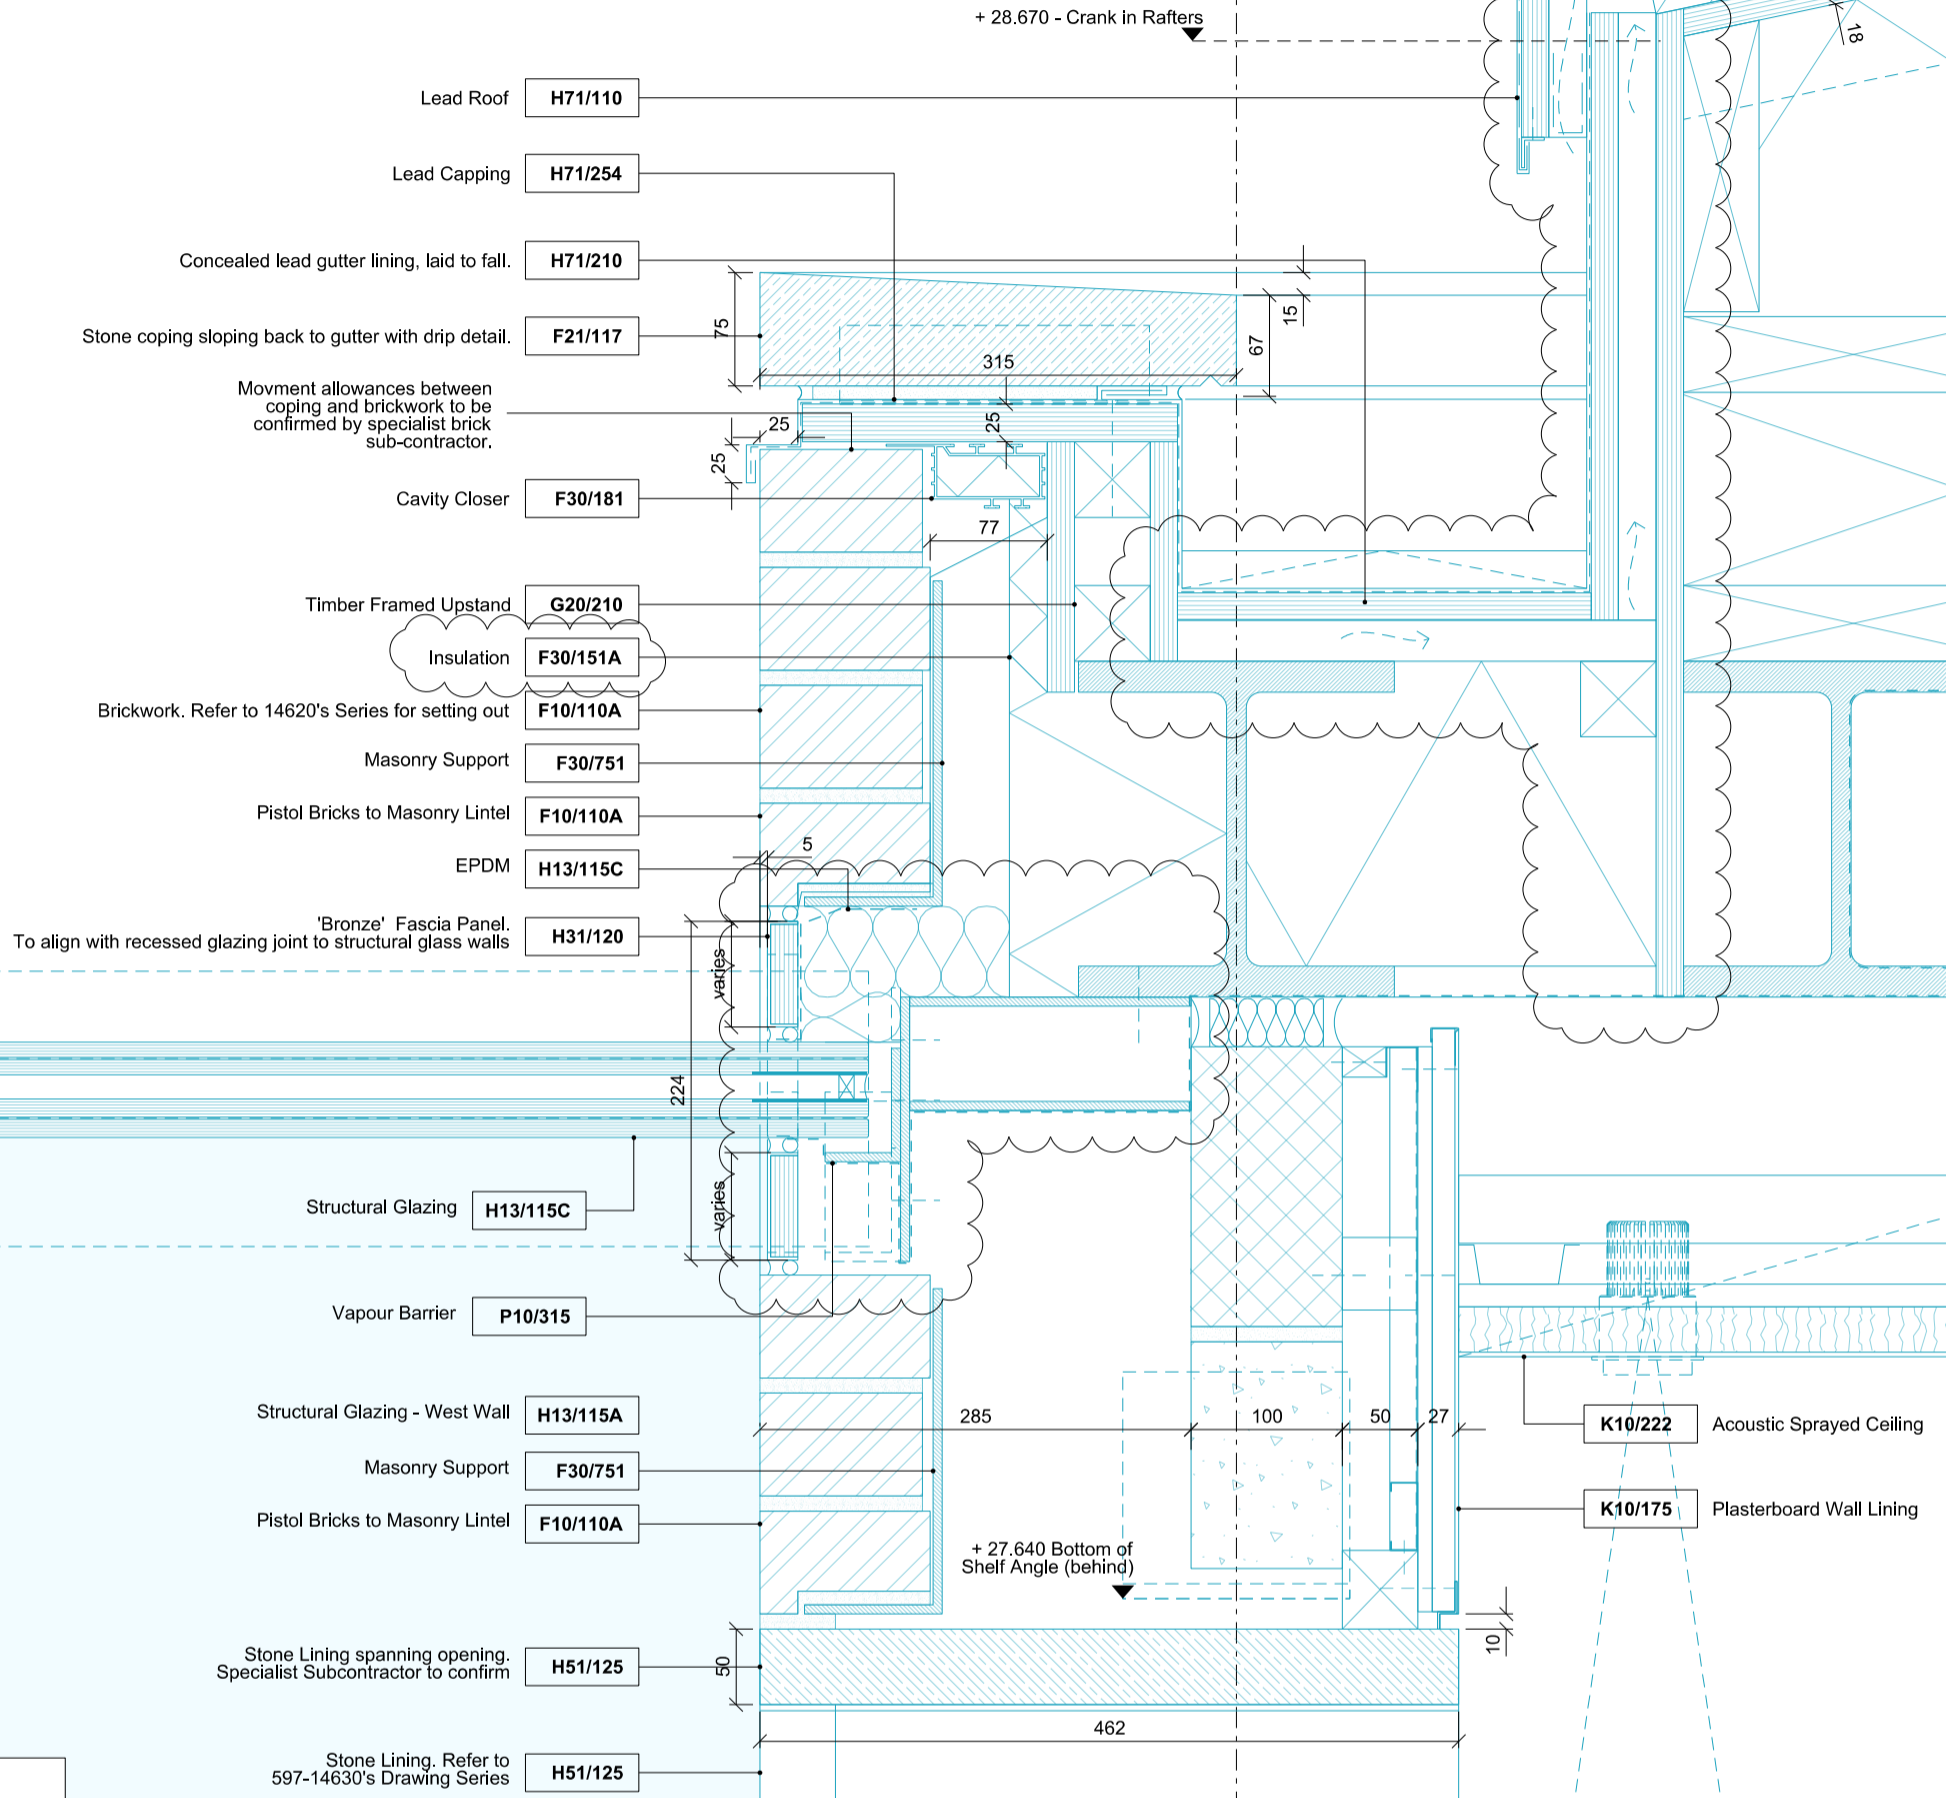 + 28.670 - Crank in Rafters
18
Lead Roof H71/110
Lead Capping H71/254
Concealed lead gutter lining, laid to fall. H71/210
15
75
Stone coping sloping back to gutter with drip detail. F21/117
67
315
Movment allowances between
coping and brickwork to be
confirmed by specialist brick
sub-contractor.
25
25
25
Cavity Closer F30/181
77
Timber Framed Upstand G20/210
Insulation F30/151A
Brickwork. Refer to 14620's Series for setting out F10/110A
Masonry Support F30/751
Pistol Bricks to Masonry Lintel F10/110A
5
EPDM H13/115C
'Bronze' Fascia Panel.
To align with recessed glazing joint to structural glass walls H31/120
varies
224
varies
Structural Glazing H13/115C
Vapour Barrier P10/315
Structural Glazing - West Wall H13/115A
285
100
50
27
K10/222 Acoustic Sprayed Ceiling
Masonry Support F30/751
Pistol Bricks to Masonry Lintel F10/110A
K10/175 Plasterboard Wall Lining
+ 27.640 Bottom of
Shelf Angle (behind)
10
Stone Lining spanning opening.
Specialist Subcontractor to confirm H51/125
50
462
Stone Lining. Refer to
597-14630's Drawing Series H51/125